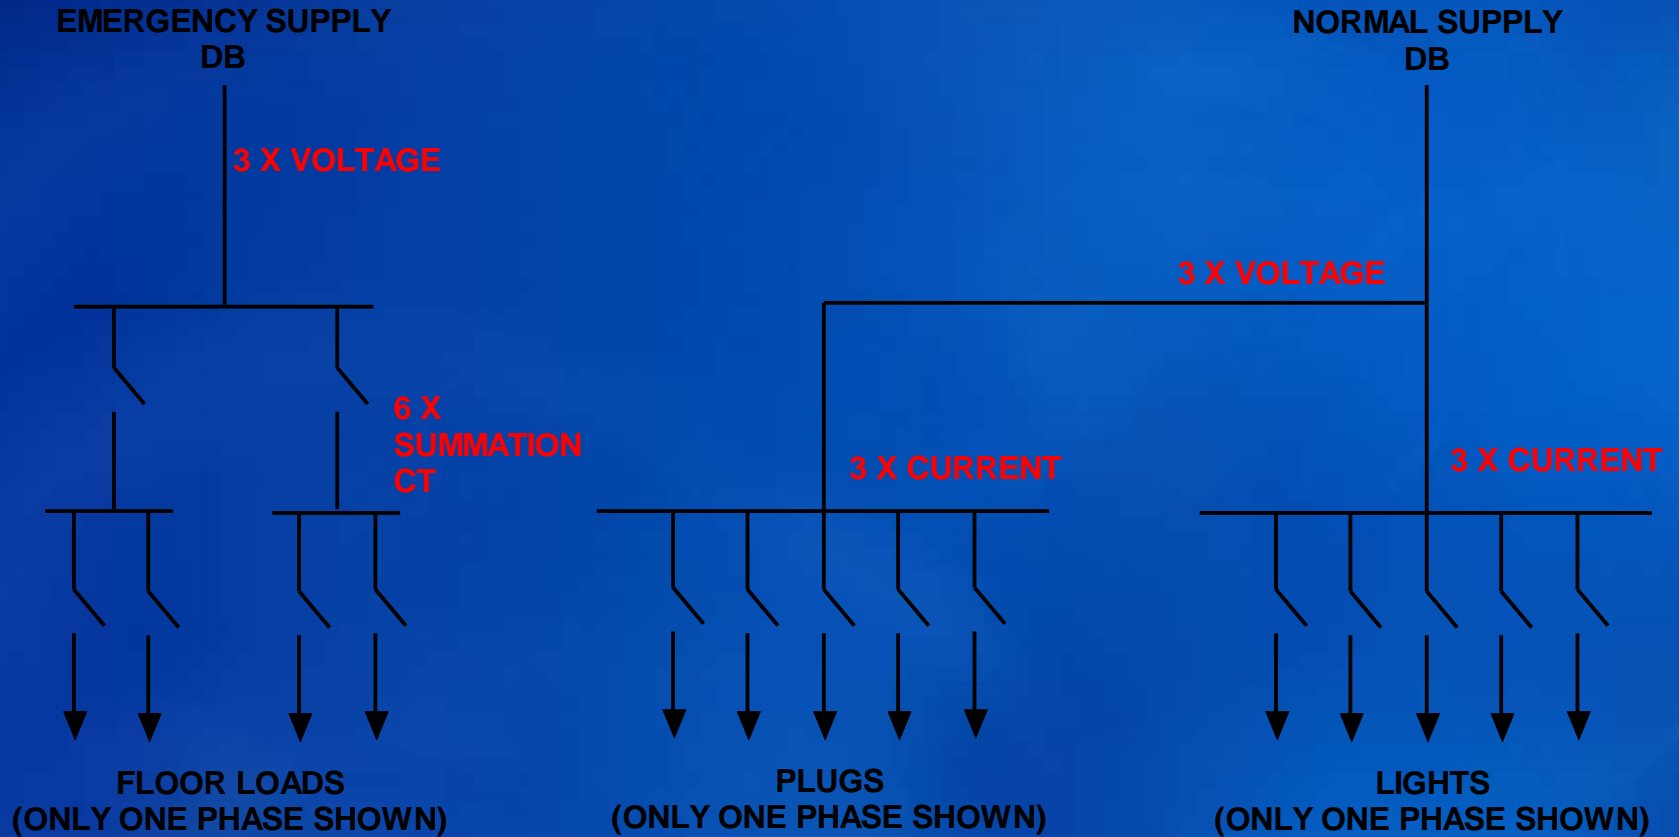 EMERGENCY SUPPLY
DB
NORMAL SUPPLY
DB
3 X VOLTAGE
3 X VOLTAGE
6 X
SUMMATION
CT
3 X CURRENT
3 X CURRENT
FLOOR LOADS
(ONLY ONE PHASE SHOWN)
PLUGS
(ONLY ONE PHASE SHOWN)
LIGHTS
(ONLY ONE PHASE SHOWN)